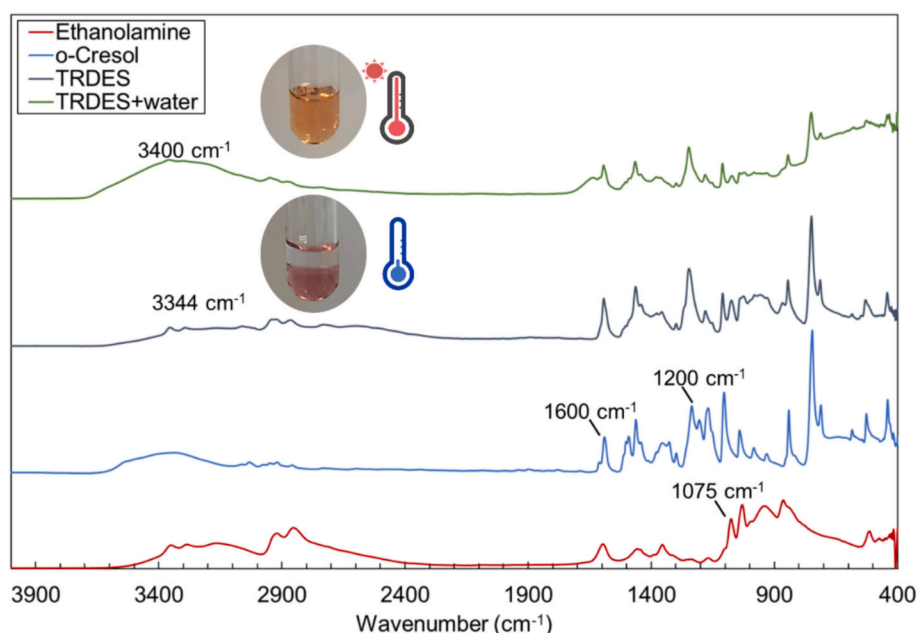 Ethanolamine
o-Cresol
TRDES
TRDES+water
3400 cm⁻¹
3344 cm⁻¹
1200 cm⁻¹
1600 cm⁻¹
1075 cm⁻¹
3900 3400 2900 2400 1900 1400 900 400
Wavenumber (cm⁻¹)